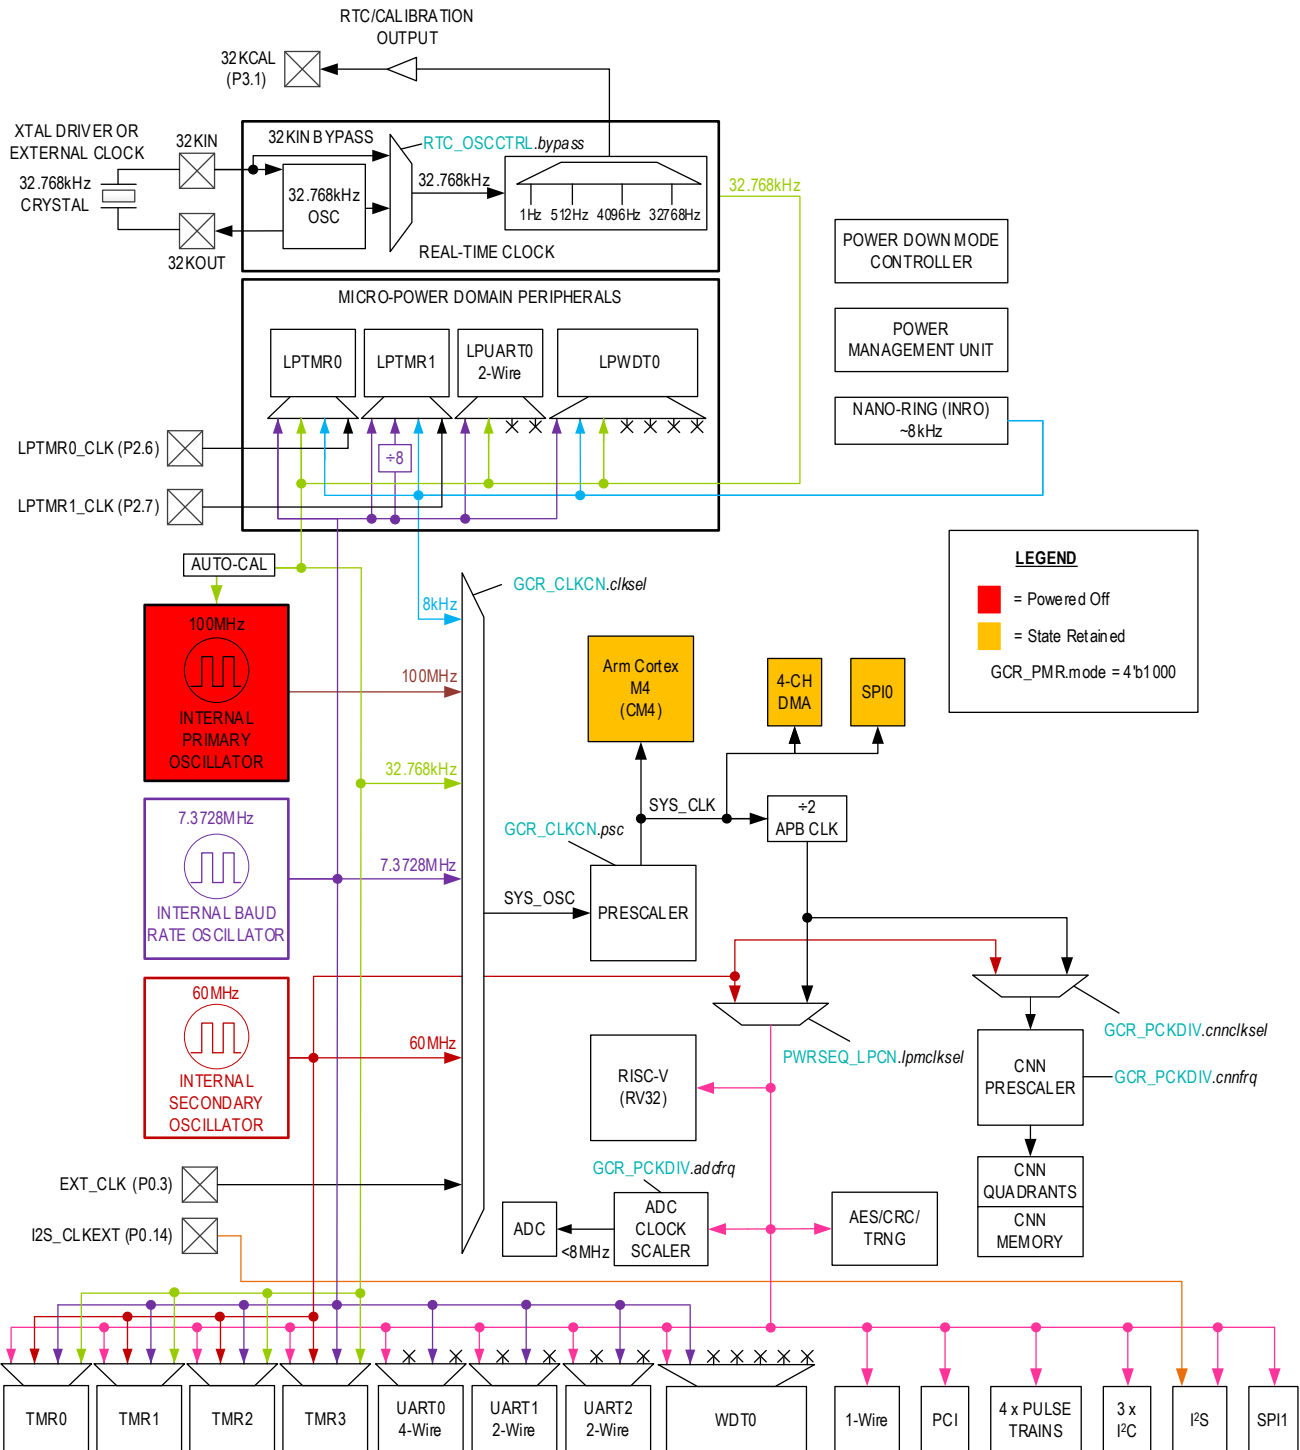 RTC/CALIBRATION
OUTPUT
32KCAL
(P3.1)
XTAL DRIVER OR
EXTERNAL CLOCK
32KIN
32.768kHz
CRYSTAL
32KOUT
32KIN BYPASS
RTC_OSCCTRL.bypass
32.768kHz
OSC
32.768kHz
1Hz 512Hz 4096Hz 32768Hz
REAL-TIME CLOCK
32.768kHz
POWER DOWN MODE
CONTROLLER
POWER
MANAGEMENT UNIT
NANO-RING (INRO)
~8kHz
MICRO-POWER DOMAIN PERIPHERALS
LPTMR0
LPTMR1
LPUART0
2-Wire
LPWDT0
÷8
LPTMR0_CLK (P2.6)
LPTMR1_CLK (P2.7)
AUTO-CAL
LEGEND
= Powered Off
= State Retained
GCR_PMR.mode = 4'b1000
GCR_CLKCN.clksel
8kHz
100MHz
INTERNAL
PRIMARY
OSCILLATOR
100MHz
32.768kHz
7.3728MHz
INTERNAL BAUD
RATE OSCILLATOR
7.3728MHz
60MHz
INTERNAL
SECONDARY
OSCILLATOR
60MHz
EXT_CLK (P0.3)
I2S_CLKEXT (P0.14)
Arm Cortex
M4
(CM4)
4-CH
DMA
SPI0
SYS_CLK
÷2
APB CLK
GCR_CLKCN.psc
SYS_OSC
PRESCALER
PWRSEQ_LPCN.lpmclksel
GCR_PCKDIV.cnnclksel
CNN
PRESCALER
GCR_PCKDIV.cnnfrq
CNN
QUADRANTS
CNN
MEMORY
RISC-V
(RV32)
GCR_PCKDIV.adcfrq
ADC
<8MHz
ADC
CLOCK
SCALER
AES/CRC/
TRNG
TMR0
TMR1
TMR2
TMR3
UART0
4-Wire
UART1
2-Wire
UART2
2-Wire
WDT0
1-Wire
PCI
4 x PULSE
TRAINS
3 x
I²C
I²S
SPI1